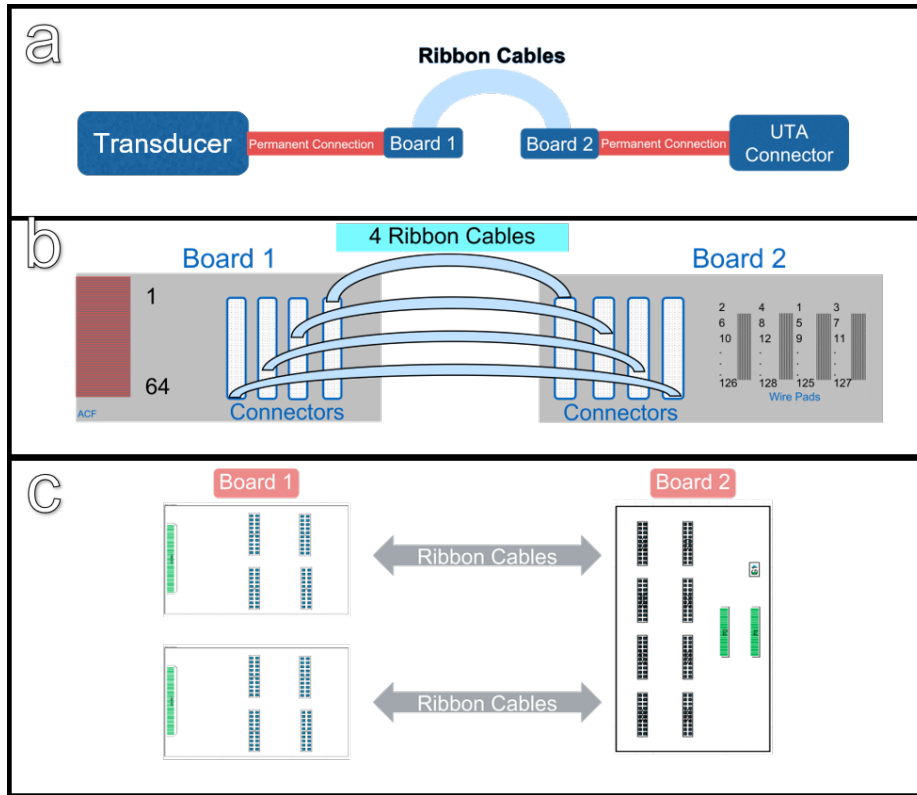 a
Ribbon Cables
Transducer
Permanent Connection
Board 1
Board 2
Permanent Connection
UTA
Connector
b
4 Ribbon Cables
Board 1
Board 2
1
64
ACF
Connectors
Connectors
2 4 1 3
6 8 5 7
10 12 9 11
. . . .
. . . .
126 128 125 127
Wire Pads
c
Board 1
Board 2
Ribbon Cables
Ribbon Cables